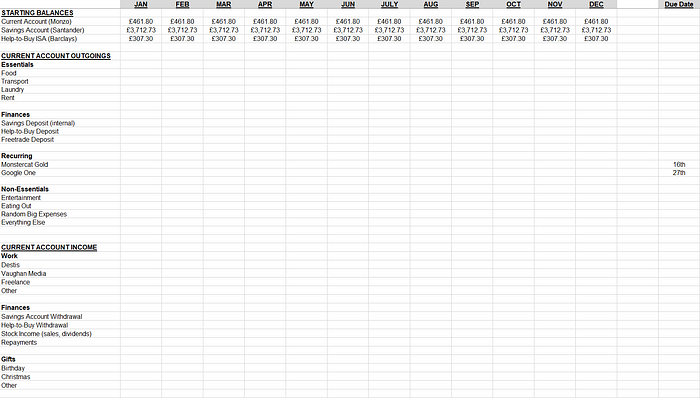 JAN FEB MAR APR MAY JUN JULY AUG SEP OCT NOV DEC Due Date
STARTING BALANCES
Current Account (Monzo) £461.80 £461.80 £461.80 £461.80 £461.80 £461.80 £461.80 £461.80 £461.80 £461.80 £461.80 £461.80
Savings Account (Santander) £3,712.73 £3,712.73 £3,712.73 £3,712.73 £3,712.73 £3,712.73 £3,712.73 £3,712.73 £3,712.73 £3,712.73 £3,712.73 £3,712.73
Help-to-Buy ISA (Barclays) £307.30 £307.30 £307.30 £307.30 £307.30 £307.30 £307.30 £307.30 £307.30 £307.30 £307.30 £307.30
CURRENT ACCOUNT OUTGOINGS
Essentials
Food
Transport
Laundry
Rent
Finances
Savings Deposit (internal)
Help-to-Buy Deposit
Freetrade Deposit
Recurring
Monstercat Gold 16th
Google One 27th
Non-Essentials
Entertainment
Eating Out
Random Big Expenses
Everything Else
CURRENT ACCOUNT INCOME
Work
Destis
Vaughan Media
Freelance
Other
Finances
Savings Account Withdrawal
Help-to-Buy Withdrawal
Stock Income (sales, dividends)
Repayments
Gifts
Birthday
Christmas
Other